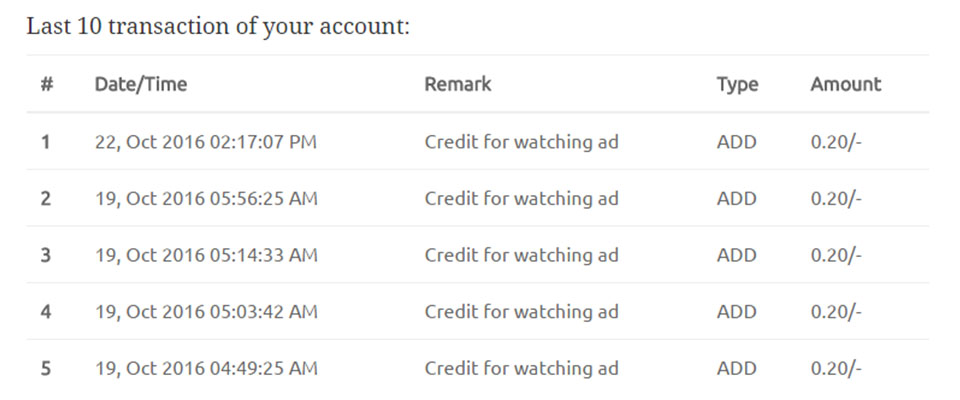 Last 10 transaction of your account:
# Date/Time Remark Type Amount
1 22, Oct 2016 02:17:07 PM Credit for watching ad ADD 0.20/-
2 19, Oct 2016 05:56:25 AM Credit for watching ad ADD 0.20/-
3 19, Oct 2016 05:14:33 AM Credit for watching ad ADD 0.20/-
4 19, Oct 2016 05:03:42 AM Credit for watching ad ADD 0.20/-
5 19, Oct 2016 04:49:25 AM Credit for watching ad ADD 0.20/-